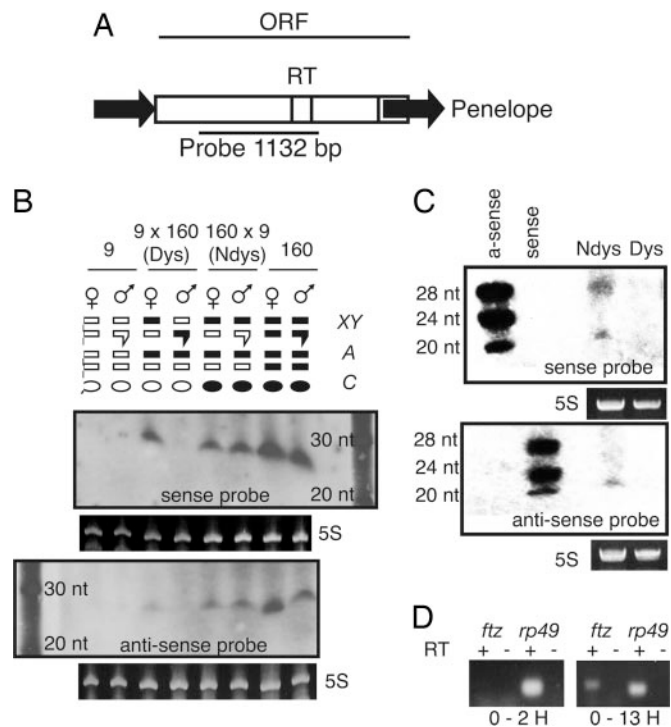 A
ORF
RT
Penelope
Probe 1132 bp
B
9 x 160 160 x 9
9 (Dys) (Ndys) 160
♀ ♂ ♀ ♂ ♀ ♂ ♀ ♂
XY
A
C
30 nt
20 nt
sense probe
5S
30 nt
20 nt
anti-sense probe
5S
C
a-sense
sense
Ndys Dys
28 nt
24 nt
20 nt
sense probe
5S
28 nt
24 nt
20 nt
anti-sense probe
5S
D
ftz rp49 ftz rp49
RT + - + - + - + -
0 - 2 H 0 - 13 H